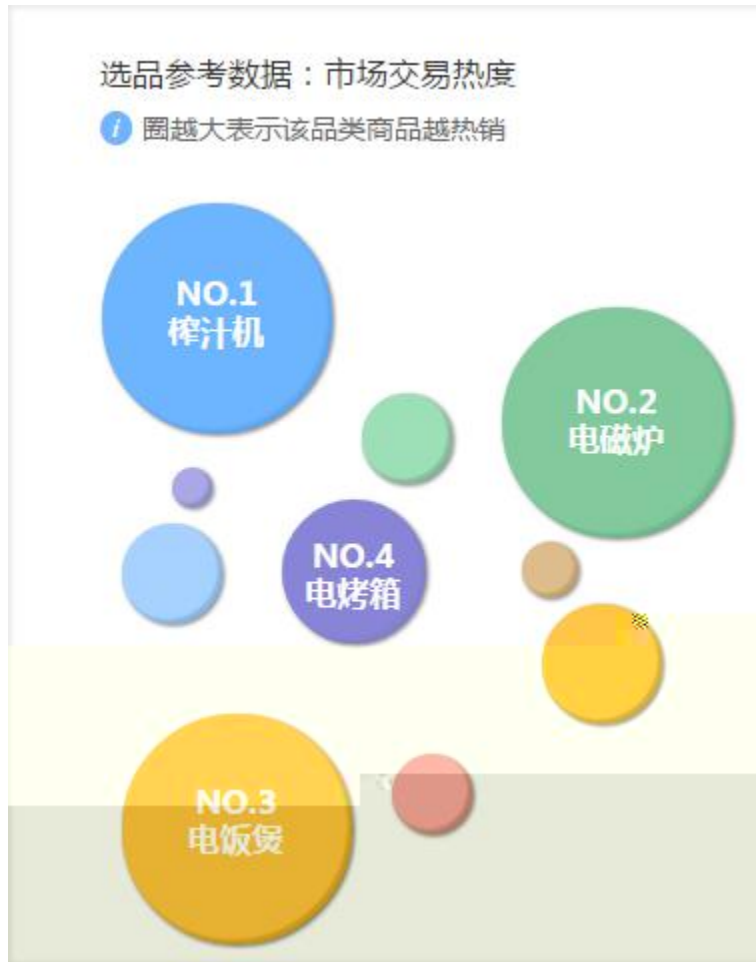 选品参考数据：市场交易热度
i 圈越大表示该品类商品越热销
NO.1
榨汁机
NO.2
电磁炉
NO.4
电烤箱
NO.3
电饭煲